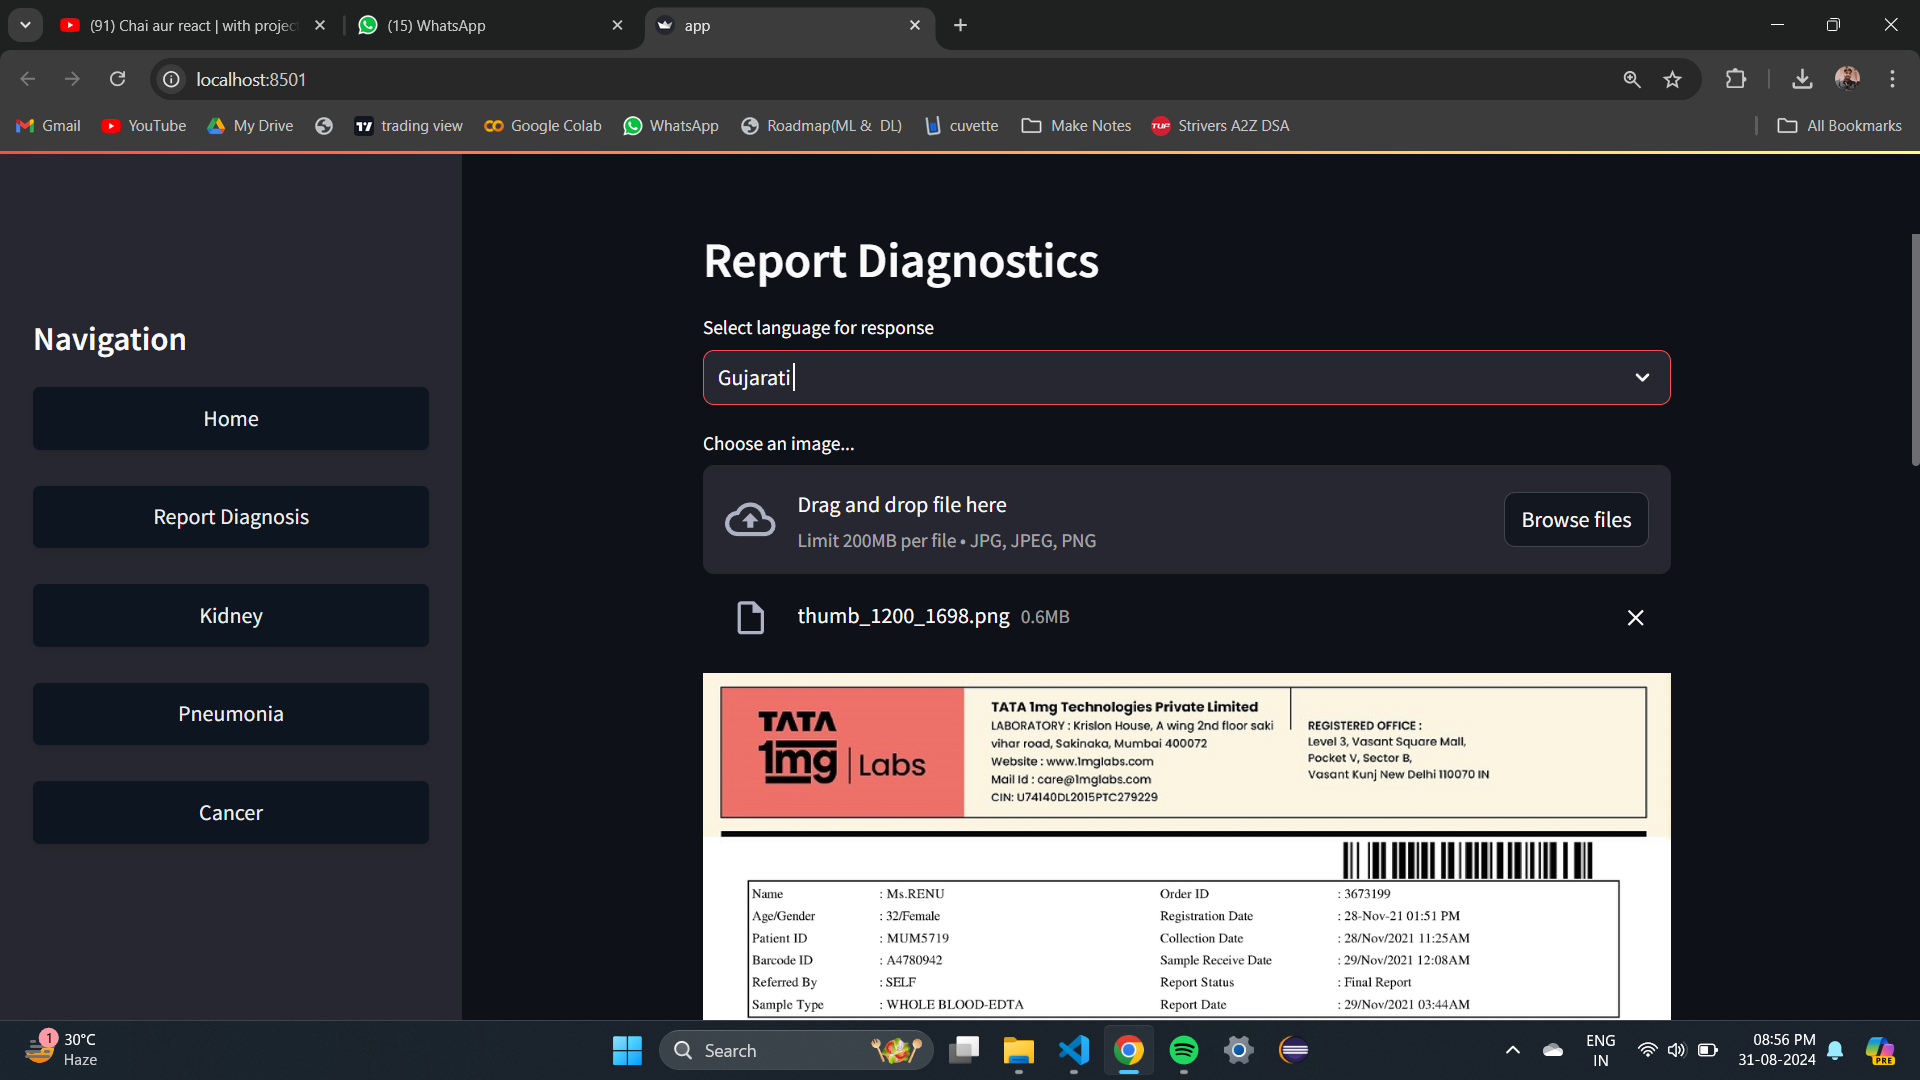 (91) Chai aur react | with projec
(15) WhatsApp
app
localhost:8501
Gmail
YouTube
My Drive
trading view
Google Colab
WhatsApp
Roadmap(ML & DL)
cuvette
Make Notes
Strivers A2Z DSA
All Bookmarks
Navigation
Home
Report Diagnosis
Kidney
Pneumonia
Cancer
Report Diagnostics
Select language for response
Gujarati
Choose an image...
Drag and drop file here
Limit 200MB per file • JPG, JPEG, PNG
Browse files
thumb_1200_1698.png 0.6MB
TATA
1mg | Labs
TATA 1mg Technologies Private Limited
LABORATORY : Krislon House, A wing 2nd floor saki
vihar road, Sakinaka, Mumbai 400072
Website : www.1mglabs.com
Mail Id : care@1mglabs.com
CIN: U74140DL2015PTC279229
REGISTERED OFFICE :
Level 3, Vasant Square Mall,
Pocket V, Sector B,
Vasant Kunj New Delhi 110070 IN
Name : Ms.RENU Order ID : 3673199
Age/Gender : 32/Female Registration Date : 28-Nov-21 01:51 PM
Patient ID : MUM5719 Collection Date : 28/Nov/2021 11:25AM
Barcode ID : A4780942 Sample Receive Date : 29/Nov/2021 12:08AM
Referred By : SELF Report Status : Final Report
Sample Type : WHOLE BLOOD-EDTA Report Date : 29/Nov/2021 03:44AM
1
30°C
Haze
Search
ENG
IN
08:56 PM
31-08-2024
PRE